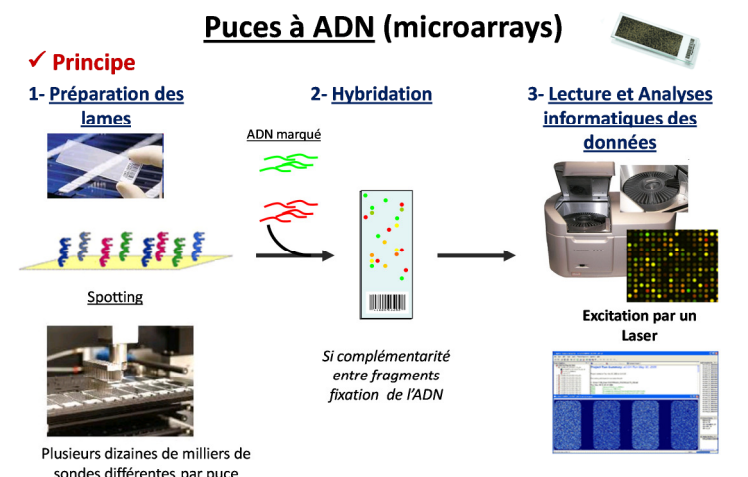 Puces à ADN (microarrays)
✓ Principe
1- Préparation des
lames
Spotting
Plusieurs dizaines de milliers de
sondes différentes par puce
2- Hybridation
ADN marqué
Si complémentarité
entre fragments
fixation de l'ADN
3- Lecture et Analyses
informatiques des
données
Excitation par un
Laser